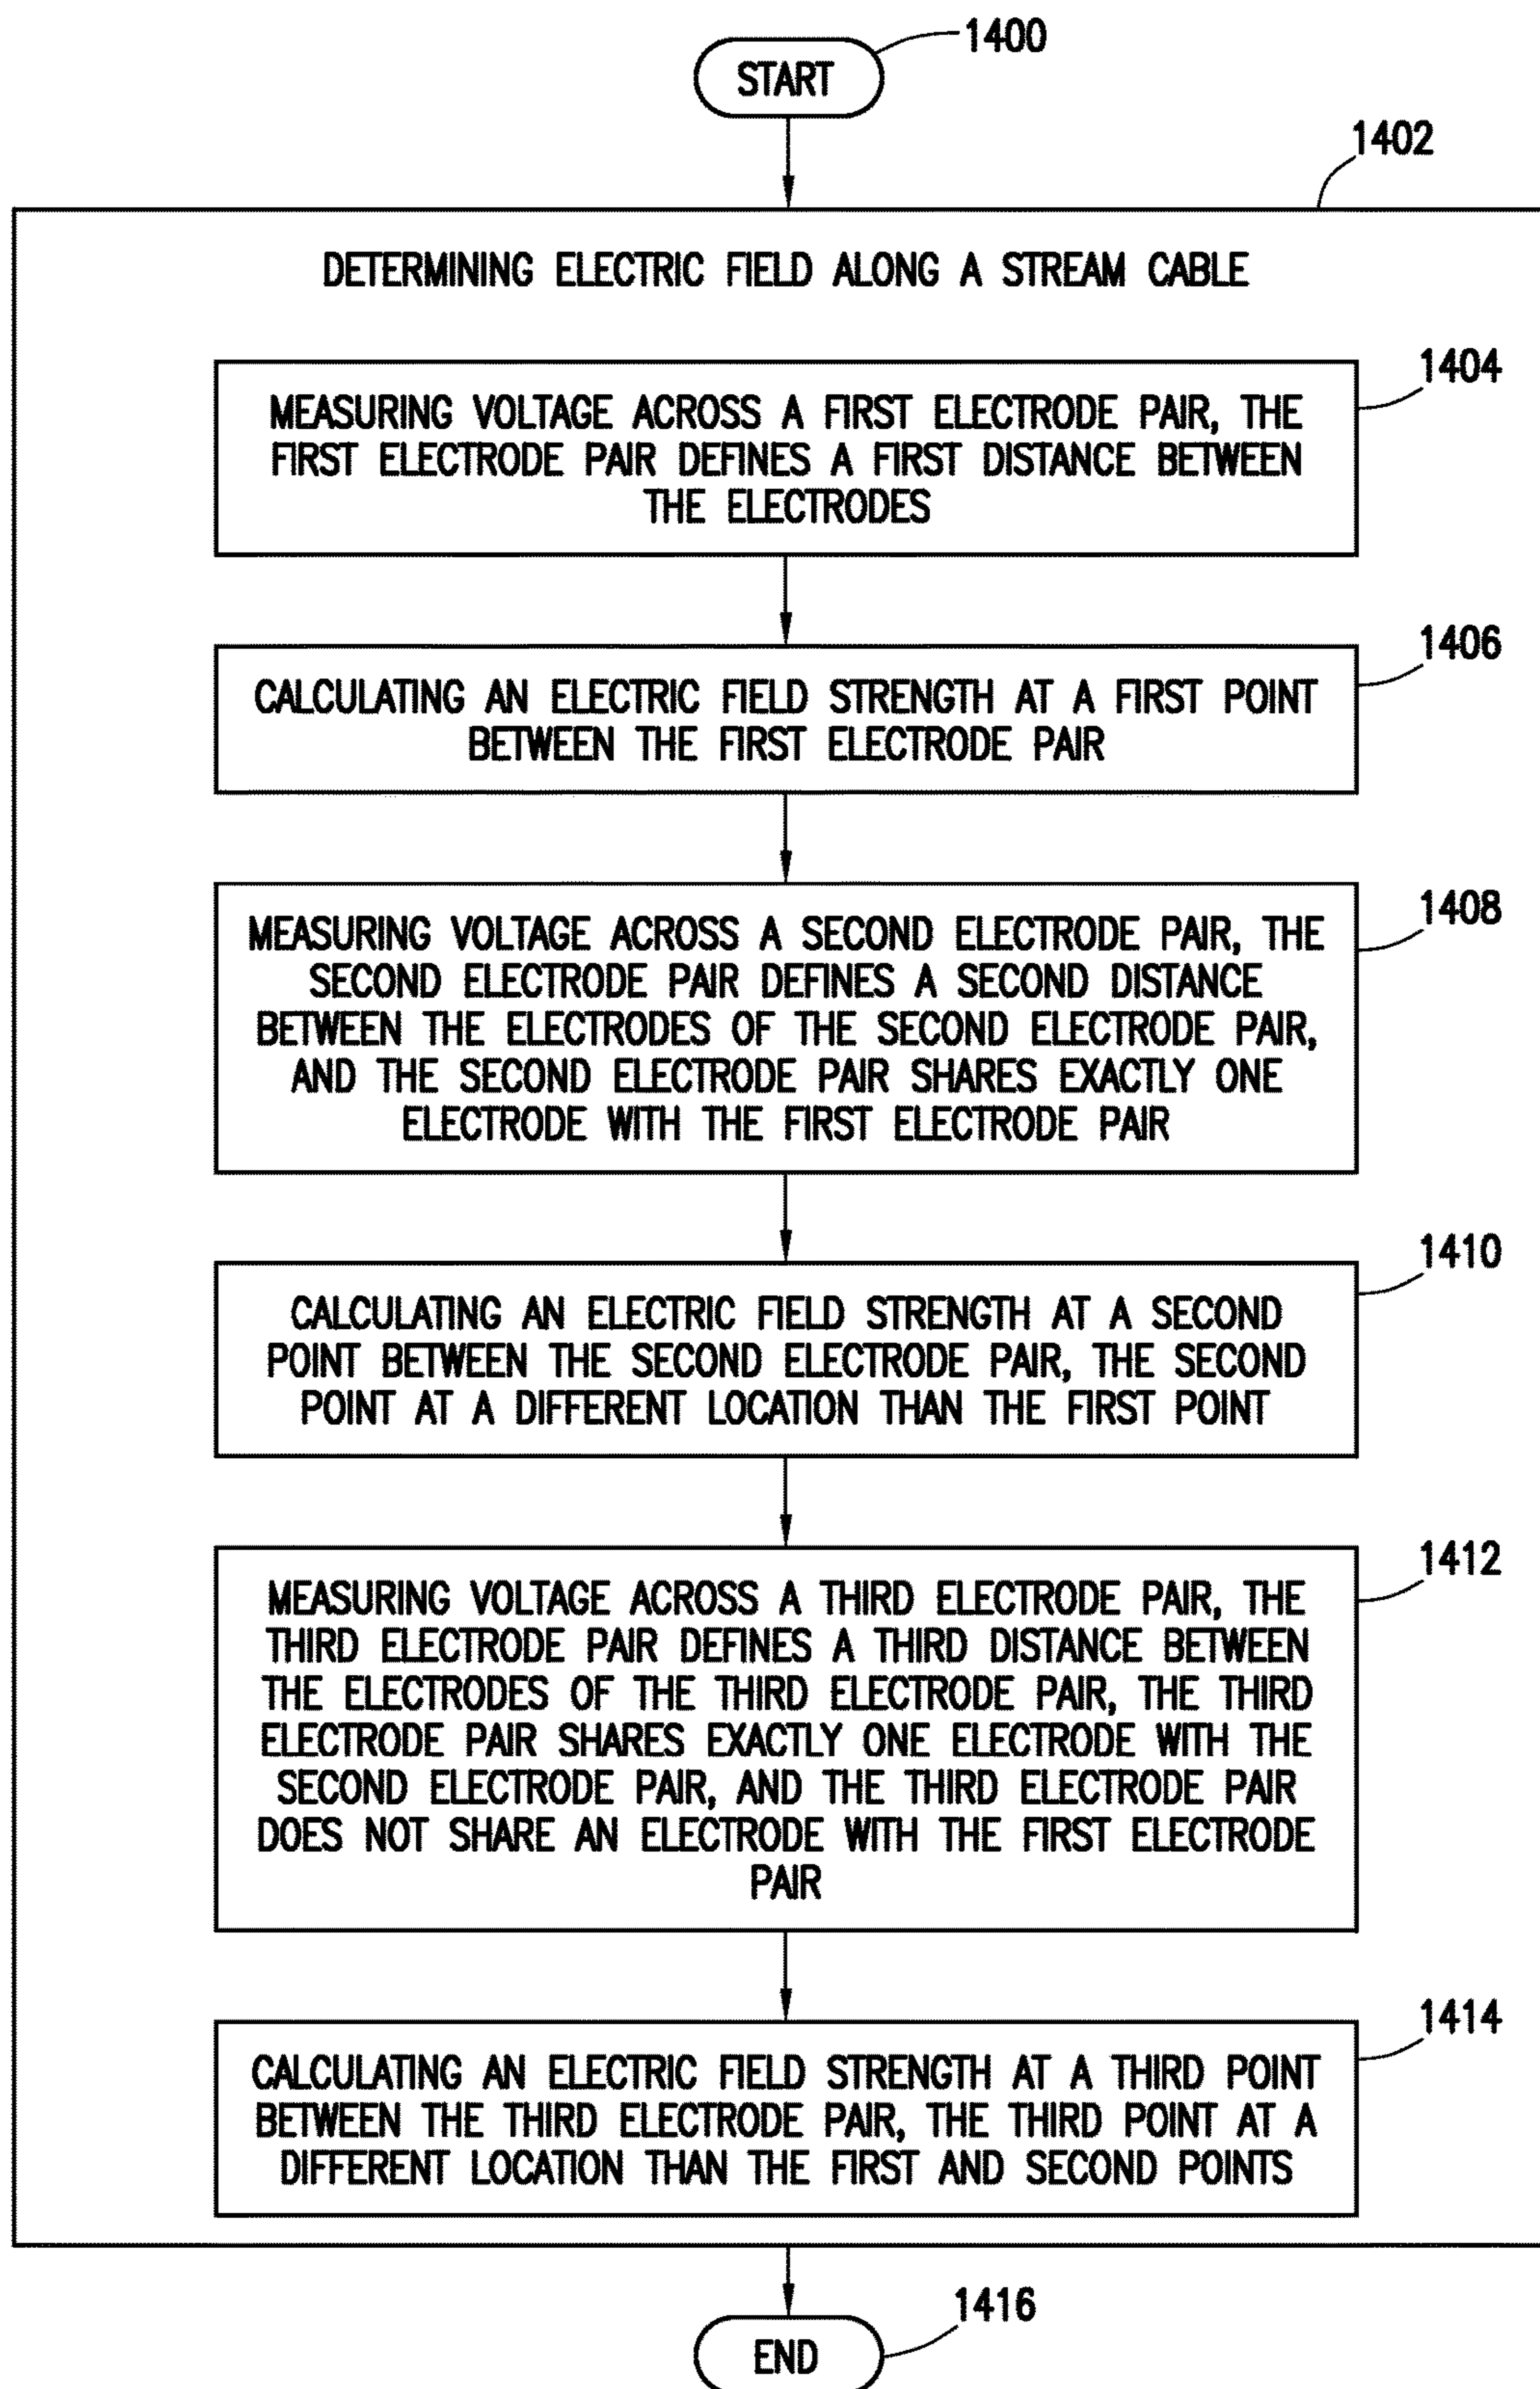 1400
START
1402
DETERMINING ELECTRIC FIELD ALONG A STREAM CABLE
1404
MEASURING VOLTAGE ACROSS A FIRST ELECTRODE PAIR, THE
FIRST ELECTRODE PAIR DEFINES A FIRST DISTANCE BETWEEN
THE ELECTRODES
1406
CALCULATING AN ELECTRIC FIELD STRENGTH AT A FIRST POINT
BETWEEN THE FIRST ELECTRODE PAIR
1408
MEASURING VOLTAGE ACROSS A SECOND ELECTRODE PAIR, THE
SECOND ELECTRODE PAIR DEFINES A SECOND DISTANCE
BETWEEN THE ELECTRODES OF THE SECOND ELECTRODE PAIR,
AND THE SECOND ELECTRODE PAIR SHARES EXACTLY ONE
ELECTRODE WITH THE FIRST ELECTRODE PAIR
1410
CALCULATING AN ELECTRIC FIELD STRENGTH AT A SECOND
POINT BETWEEN THE SECOND ELECTRODE PAIR, THE SECOND
POINT AT A DIFFERENT LOCATION THAN THE FIRST POINT
1412
MEASURING VOLTAGE ACROSS A THIRD ELECTRODE PAIR, THE
THIRD ELECTRODE PAIR DEFINES A THIRD DISTANCE BETWEEN
THE ELECTRODES OF THE THIRD ELECTRODE PAIR, THE THIRD
ELECTRODE PAIR SHARES EXACTLY ONE ELECTRODE WITH THE
SECOND ELECTRODE PAIR, AND THE THIRD ELECTRODE PAIR
DOES NOT SHARE AN ELECTRODE WITH THE FIRST ELECTRODE
PAIR
1414
CALCULATING AN ELECTRIC FIELD STRENGTH AT A THIRD POINT
BETWEEN THE THIRD ELECTRODE PAIR, THE THIRD POINT AT A
DIFFERENT LOCATION THAN THE FIRST AND SECOND POINTS
1416
END